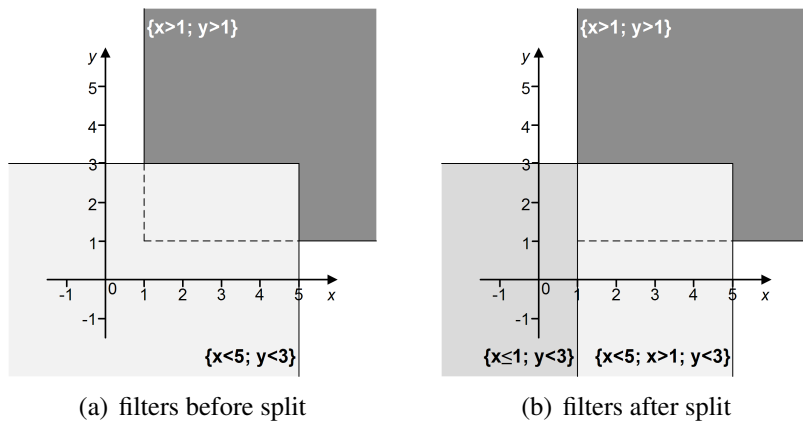 {x>1; y>1}
y
5
4
3
2
1
-1
0
1
2
3
4
5
x
-1
{x<5; y<3}
(a) filters before split
{x>1; y>1}
y
5
4
3
2
1
-1
0
1
2
3
4
5
x
-1
{x≤1; y<3}
{x<5; x>1; y<3}
(b) filters after split